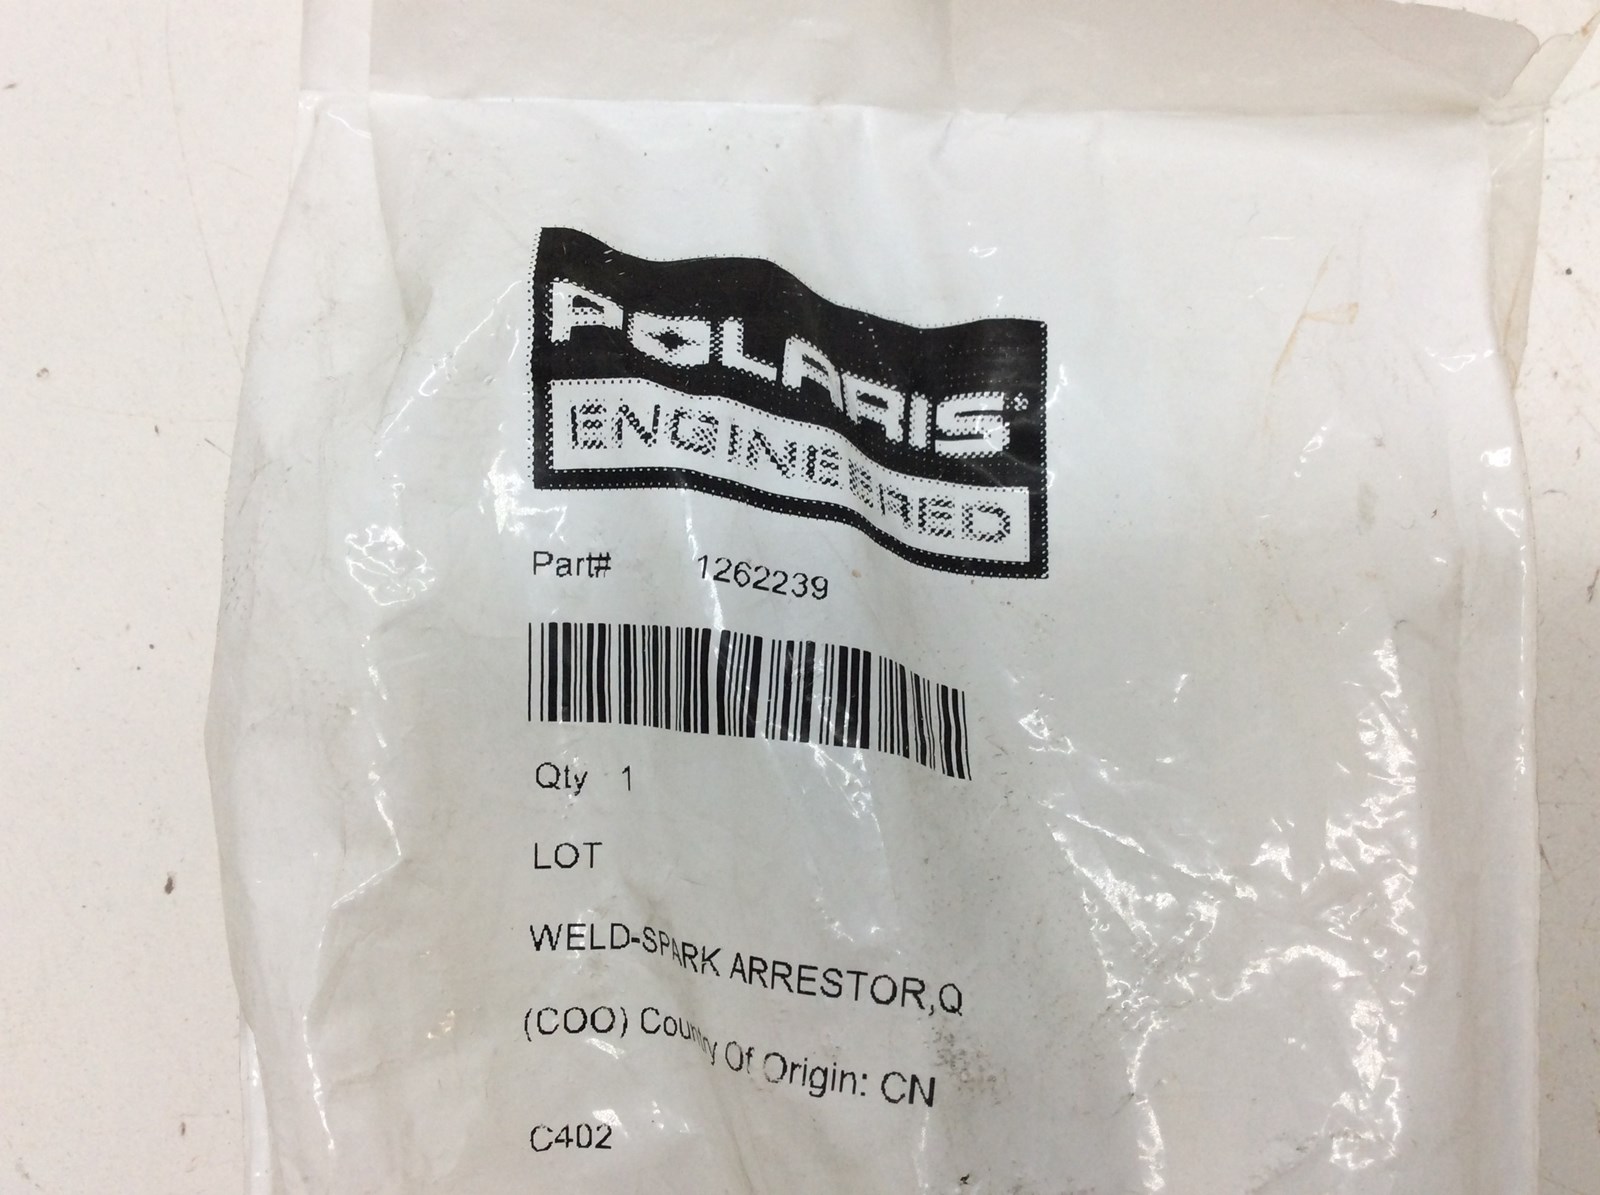 POLARIS®
ENGINEERED
Part# 1262239
Qty 1
LOT
WELD-SPARK ARRESTOR,Q
(COO) Country Of Origin: CN
C402